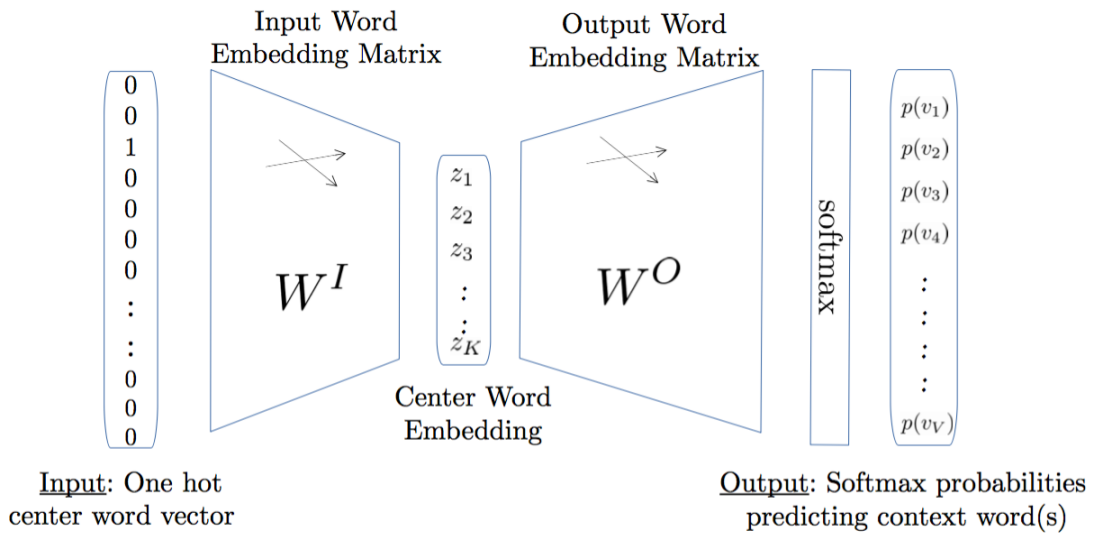 Input Word
Embedding Matrix
Output Word
Embedding Matrix
0
0
1
0
0
0
0
:
:
0
0
0
W^I
z_1
z_2
z_3
:
:
z_K
W^O
softmax
p(v_1)
p(v_2)
p(v_3)
p(v_4)
:
:
:
:
p(v_V)
Center Word
Embedding
Input: One hot
center word vector
Output: Softmax probabilities
predicting context word(s)